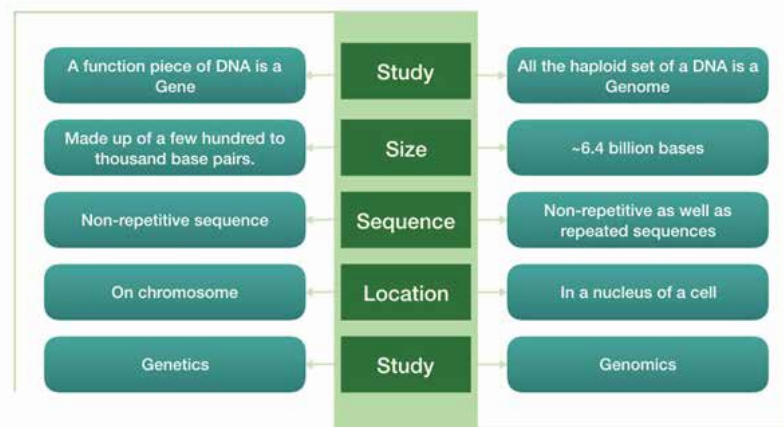 A function piece of DNA is a
Gene
Study
All the haploid set of a DNA is a
Genome
Made up of a few hundred to
thousand base pairs.
Size
~6.4 billion bases
Non-repetitive sequence
Sequence
Non-repetitive as well as
repeated sequences
On chromosome
Location
In a nucleus of a cell
Genetics
Study
Genomics